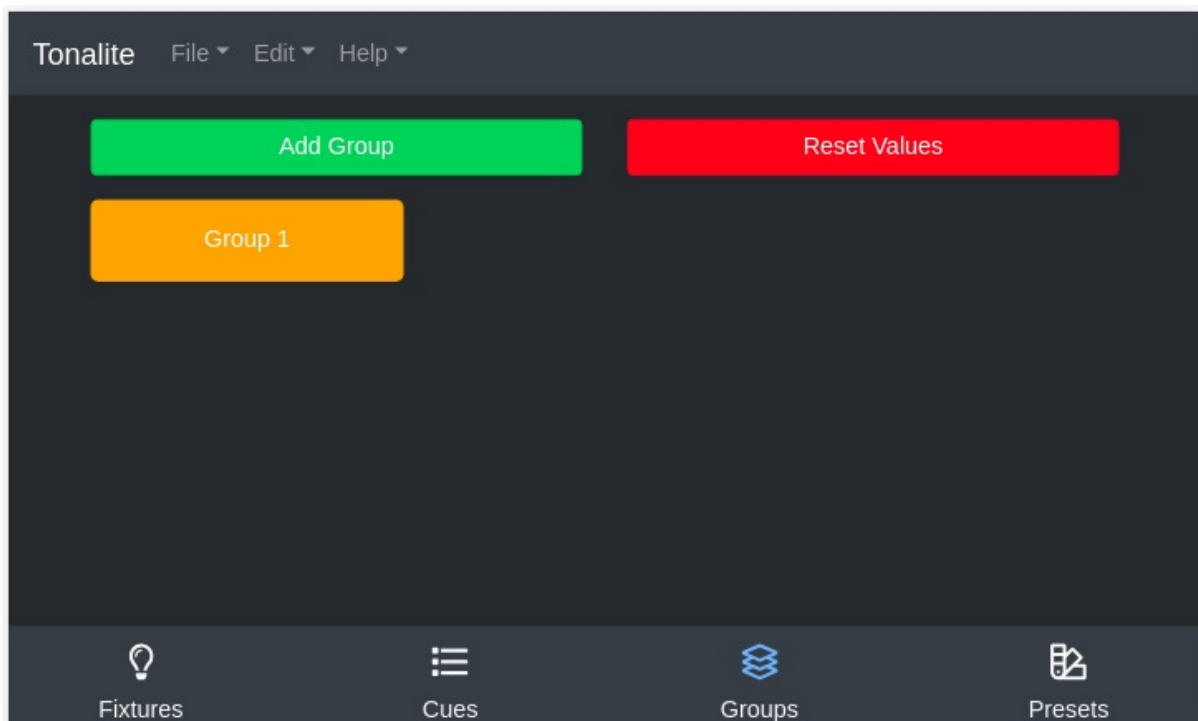 Tonalite File Edit Help
Add Group Reset Values
Group 1
Fixtures Cues Groups Presets